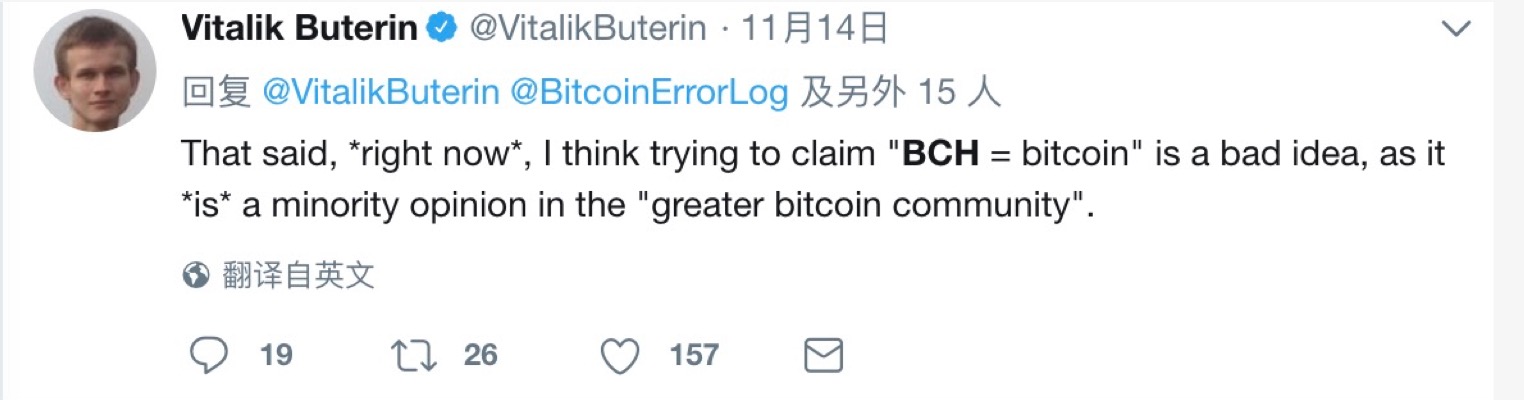 Vitalik Buterin @VitalikButerin · 11月14日
回复 @VitalikButerin @BitcoinErrorLog 及另外 15 人
That said, *right now*, I think trying to claim "BCH = bitcoin" is a bad idea, as it
*is* a minority opinion in the "greater bitcoin community".
翻译自英文
19 26 157